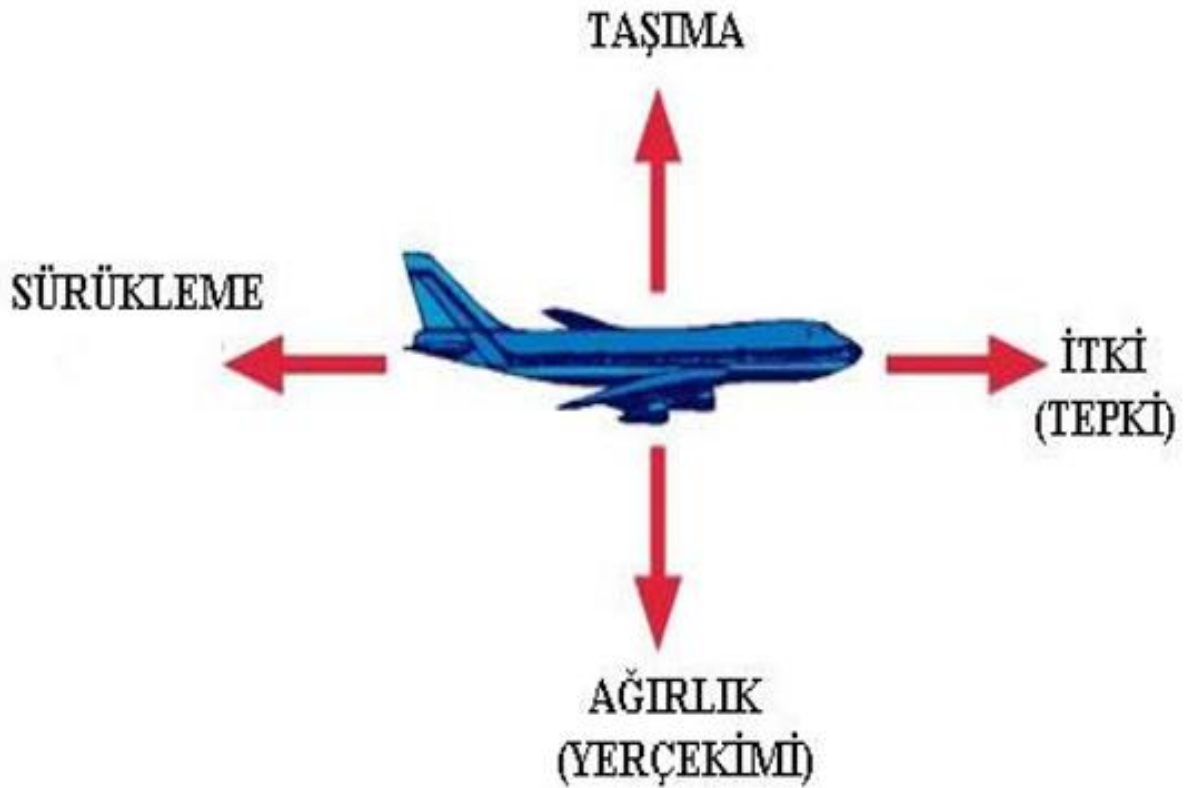 TAŞIMA
SÜRÜKLEME
İTKİ
(TEPKİ)
AĞIRLIK
(YERÇEKİMİ)